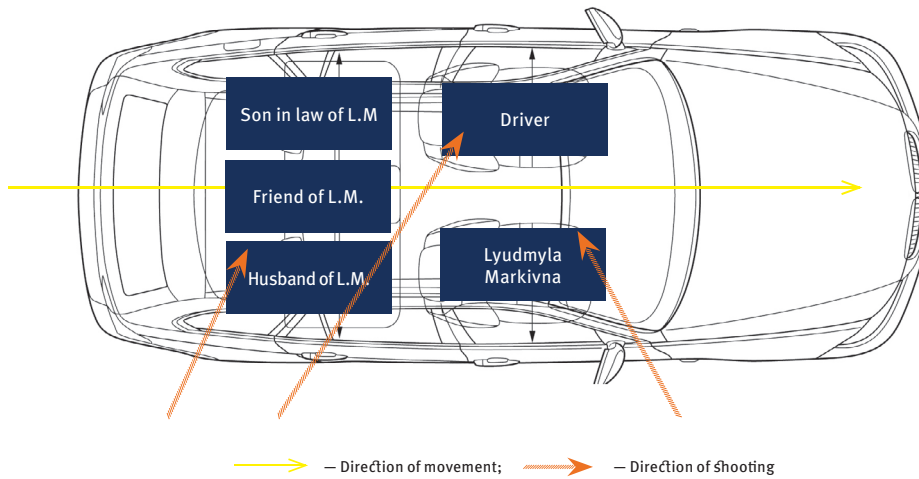 Son in law of L.M
Driver
Friend of L.M.
Lyudmyla
Markivna
Husband of L.M.
— Direction of movement;
— Direction of shooting